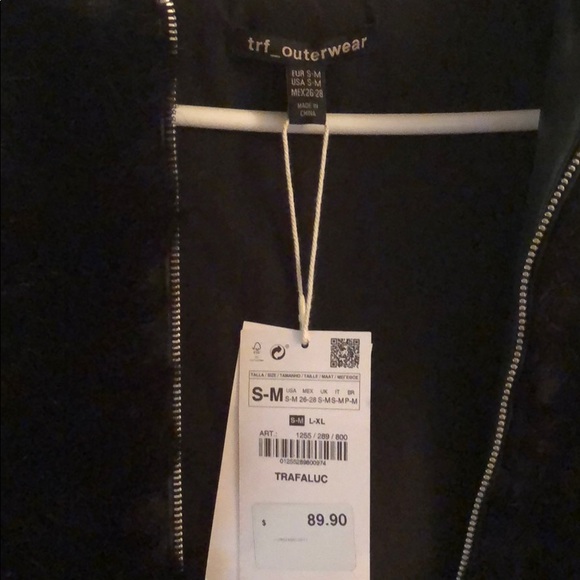 trf_outerwear
EUR S-M
USA S-M
MEX 26-28
MADE IN
CHINA
TALLA / SIZE / TAMANHO / TAILLE / MAAT /
S-M
USA MEX UK IT BR
S-M 26-28 S-M S-M P-M
S-M L-XL
ART.: 1255 / 289 / 800
01255289800974
TRAFALUC
$ 89.90